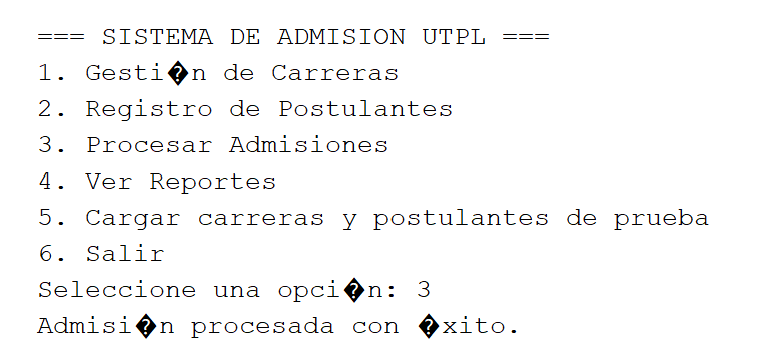 === SISTEMA DE ADMISION UTPL ===
1. Gesti�n de Carreras
2. Registro de Postulantes
3. Procesar Admisiones
4. Ver Reportes
5. Cargar carreras y postulantes de prueba
6. Salir
Seleccione una opci�n: 3
Admisi�n procesada con �xito.